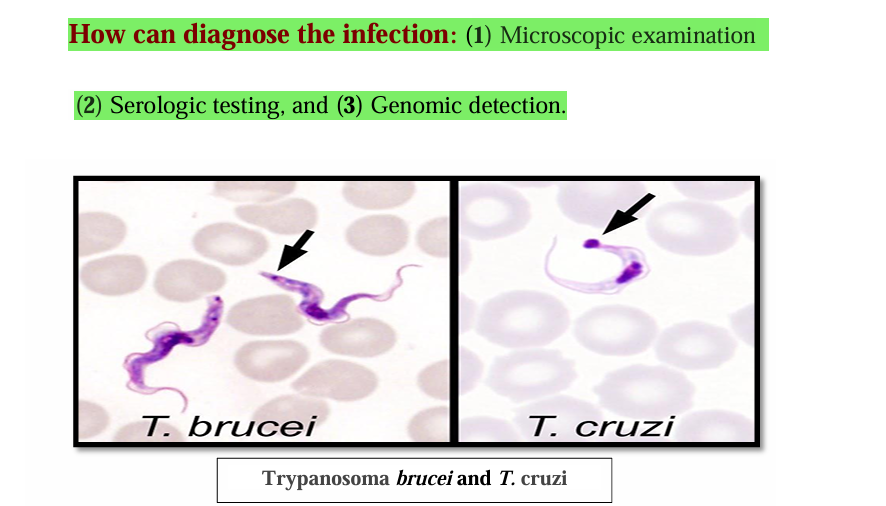 How can diagnose the infection: (1) Microscopic examination
(2) Serologic testing, and (3) Genomic detection.
T. brucei
T. cruzi
Trypanosoma brucei and T. cruzi